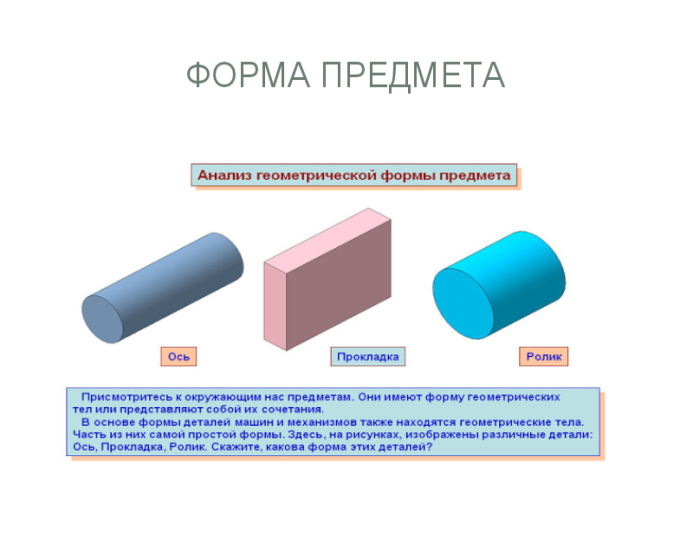 ФОРМА ПРЕДМЕТА
Анализ геометрической формы предмета
Ось
Прокладка
Ролик
Присмотритесь к окружающим нас предметам. Они имеют форму геометрических
тел или представляют собой их сочетания.
В основе формы деталей машин и механизмов также находятся геометрические тела.
Часть из них самой простой формы. Здесь, на рисунках, изображены различные детали:
Ось, Прокладка, Ролик. Скажите, какова форма этих деталей?